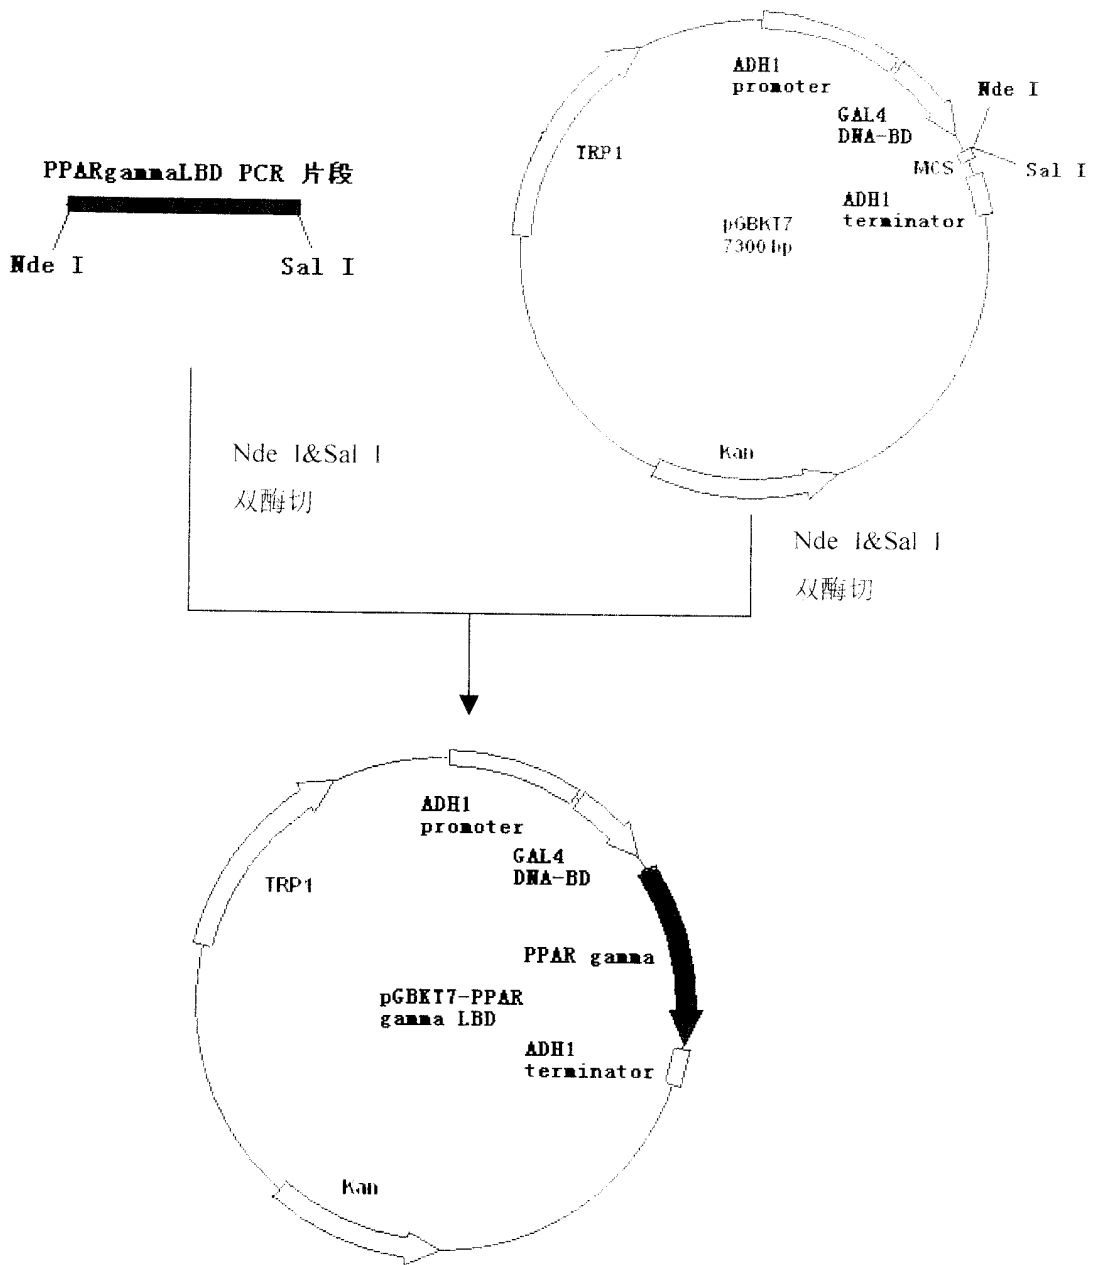 ADH1
promoter
GAL4
DNA-BD
Nde I
MCS
Sal I
TRP1
ADH1
terminator
pGBKT7
7300 bp
Kan
PPARgammaLBD PCR 片段
Nde I
Sal I
Nde I&Sal I
双酶切
Nde I&Sal I
双酶切
ADH1
promoter
GAL4
DNA-BD
TRP1
PPAR gamma
pGBKT7-PPAR
gamma LBD
ADH1
terminator
Kan